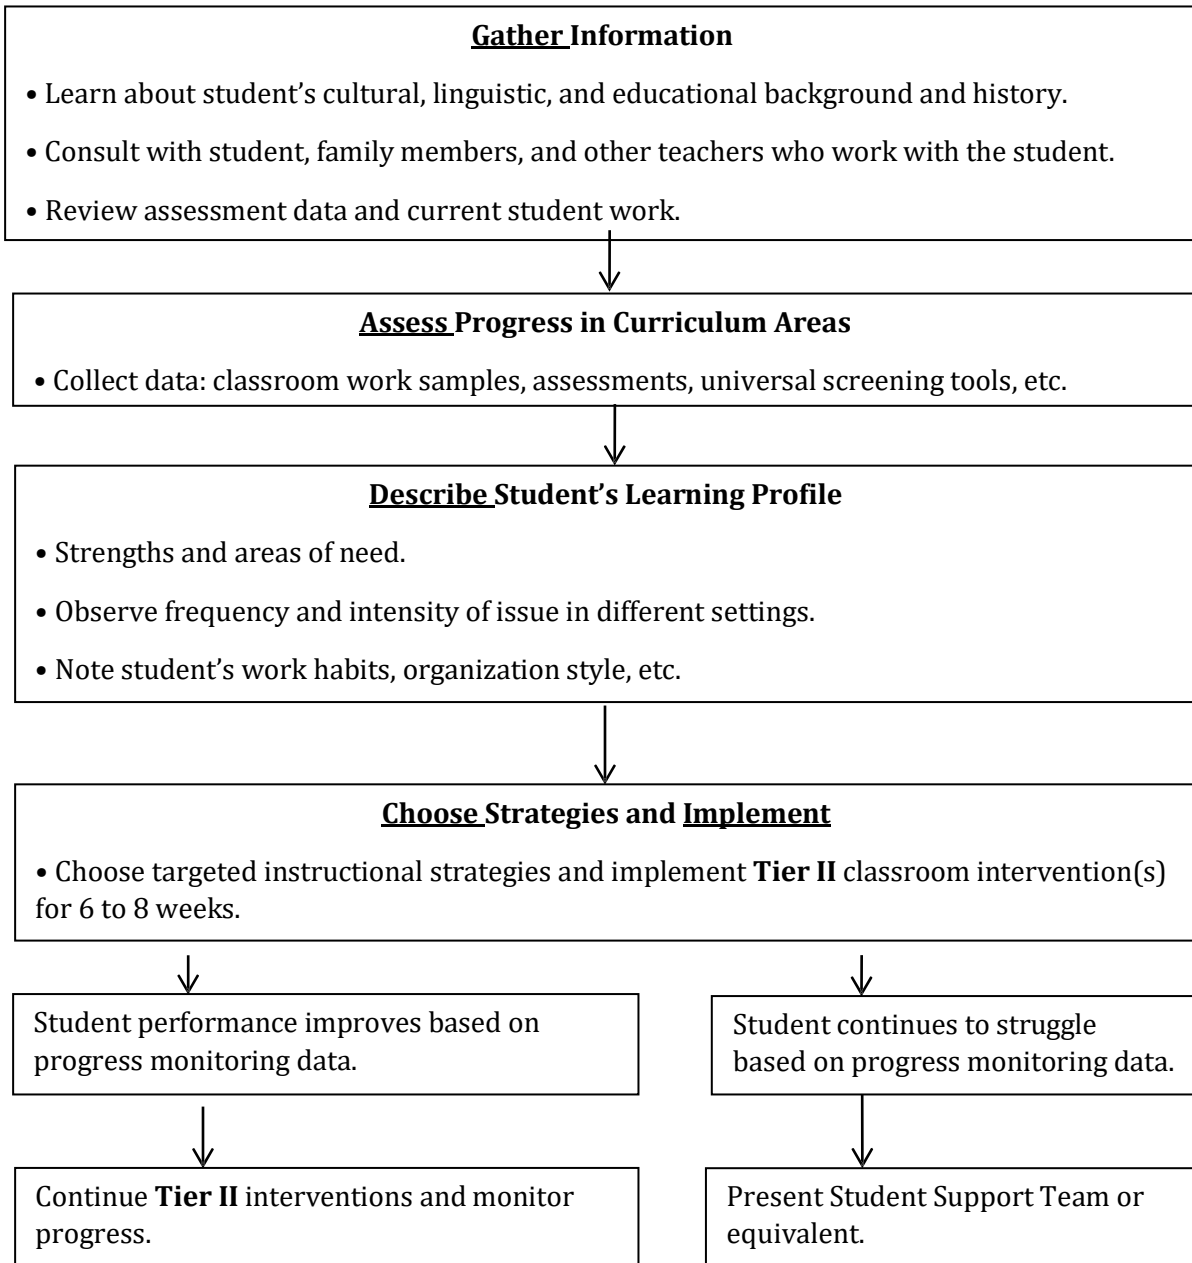 Gather Information
• Learn about student’s cultural, linguistic, and educational background and history.
• Consult with student, family members, and other teachers who work with the student.
• Review assessment data and current student work.
Assess Progress in Curriculum Areas
• Collect data: classroom work samples, assessments, universal screening tools, etc.
Describe Student’s Learning Profile
• Strengths and areas of need.
• Observe frequency and intensity of issue in different settings.
• Note student’s work habits, organization style, etc.
Choose Strategies and Implement
• Choose targeted instructional strategies and implement Tier II classroom intervention(s)
for 6 to 8 weeks.
Student performance improves based on
progress monitoring data.
Student continues to struggle
based on progress monitoring data.
Continue Tier II interventions and monitor
progress.
Present Student Support Team or
equivalent.